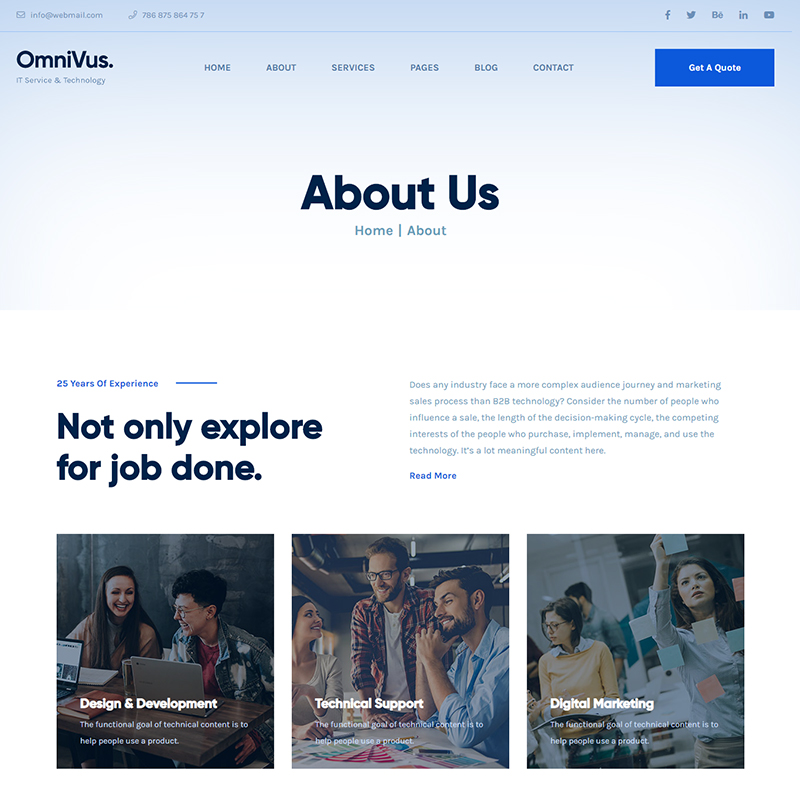 info@webmail.com 786 875 864 75 7
OmniVus.
IT Service & Technology
HOME ABOUT SERVICES PAGES BLOG CONTACT
Get A Quote
About Us
Home | About
25 Years Of Experience
Not only explore
for job done.
Does any industry face a more complex audience journey and marketing
sales process than B2B technology? Consider the number of people who
influence a sale, the length of the decision-making cycle, the competing
interests of the people who purchase, implement, manage, and use the
technology. It's a lot meaningful content here.
Read More
Design & Development
The functional goal of technical content is to
help people use a product.
Technical Support
The functional goal of technical content is to
help people use a product.
Digital Marketing
The functional goal of technical content is to
help people use a product.